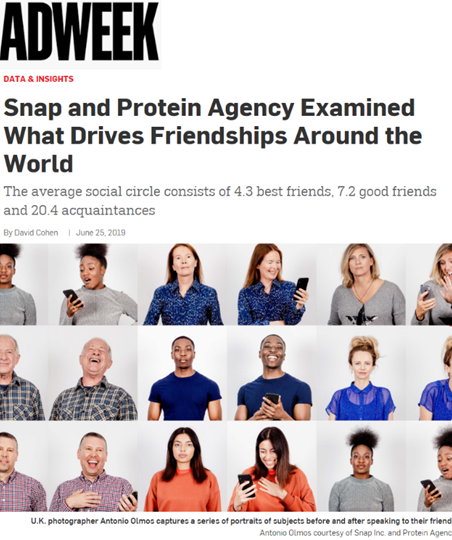 ADWEEK
DATA & INSIGHTS
Snap and Protein Agency Examined
What Drives Friendships Around the
World
The average social circle consists of 4.3 best friends, 7.2 good friends
and 20.4 acquaintances
By David Cohen | June 25, 2019
U.K. photographer Antonio Olmos captures a series of portraits of subjects before and after speaking to their friend
Antonio Olmos courtesy of Snap Inc. and Protein Agenc